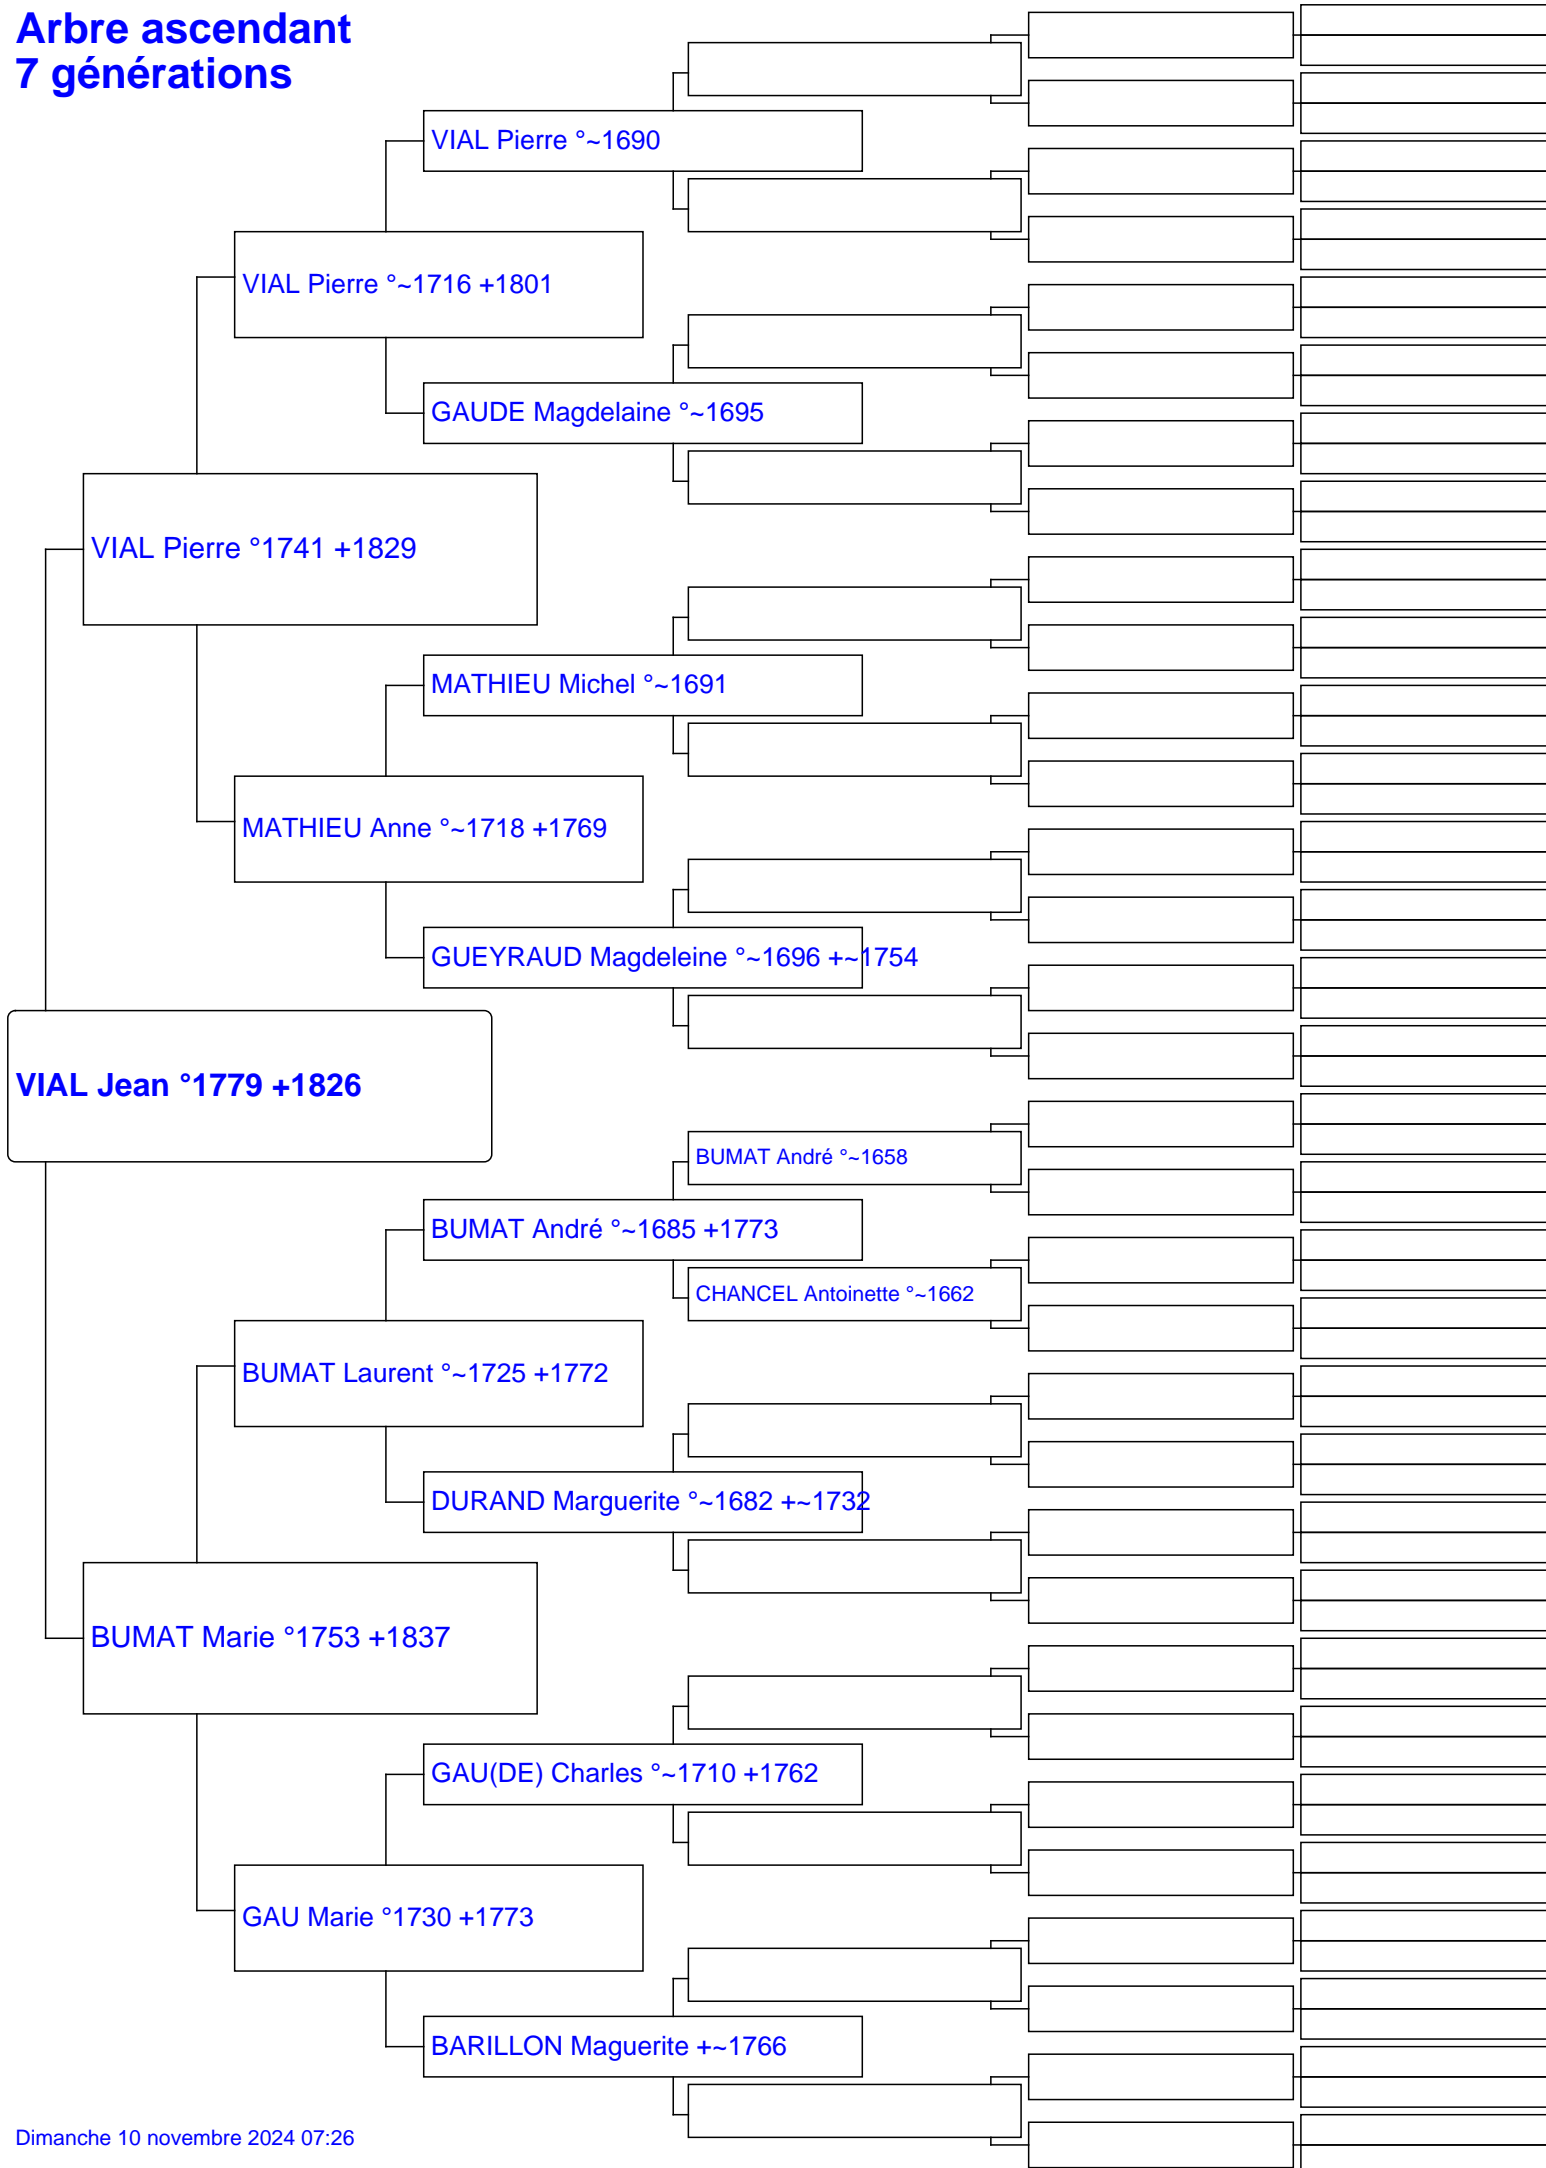 Arbre ascendant
7 générations
VIAL Pierre °~1690
VIAL Pierre °~1716 +1801
GAUDE Magdelaine °~1695
VIAL Pierre °1741 +1829
MATHIEU Michel °~1691
MATHIEU Anne °~1718 +1769
GUEYRAUD Magdeleine °~1696 +~1754
VIAL Jean °1779 +1826
BUMAT André °~1658
BUMAT André °~1685 +1773
CHANCEL Antoinette °~1662
BUMAT Laurent °~1725 +1772
DURAND Marguerite °~1682 +~1732
BUMAT Marie °1753 +1837
GAU(DE) Charles °~1710 +1762
GAU Marie °1730 +1773
BARILLON Maguerite +~1766
Dimanche 10 novembre 2024 07:26